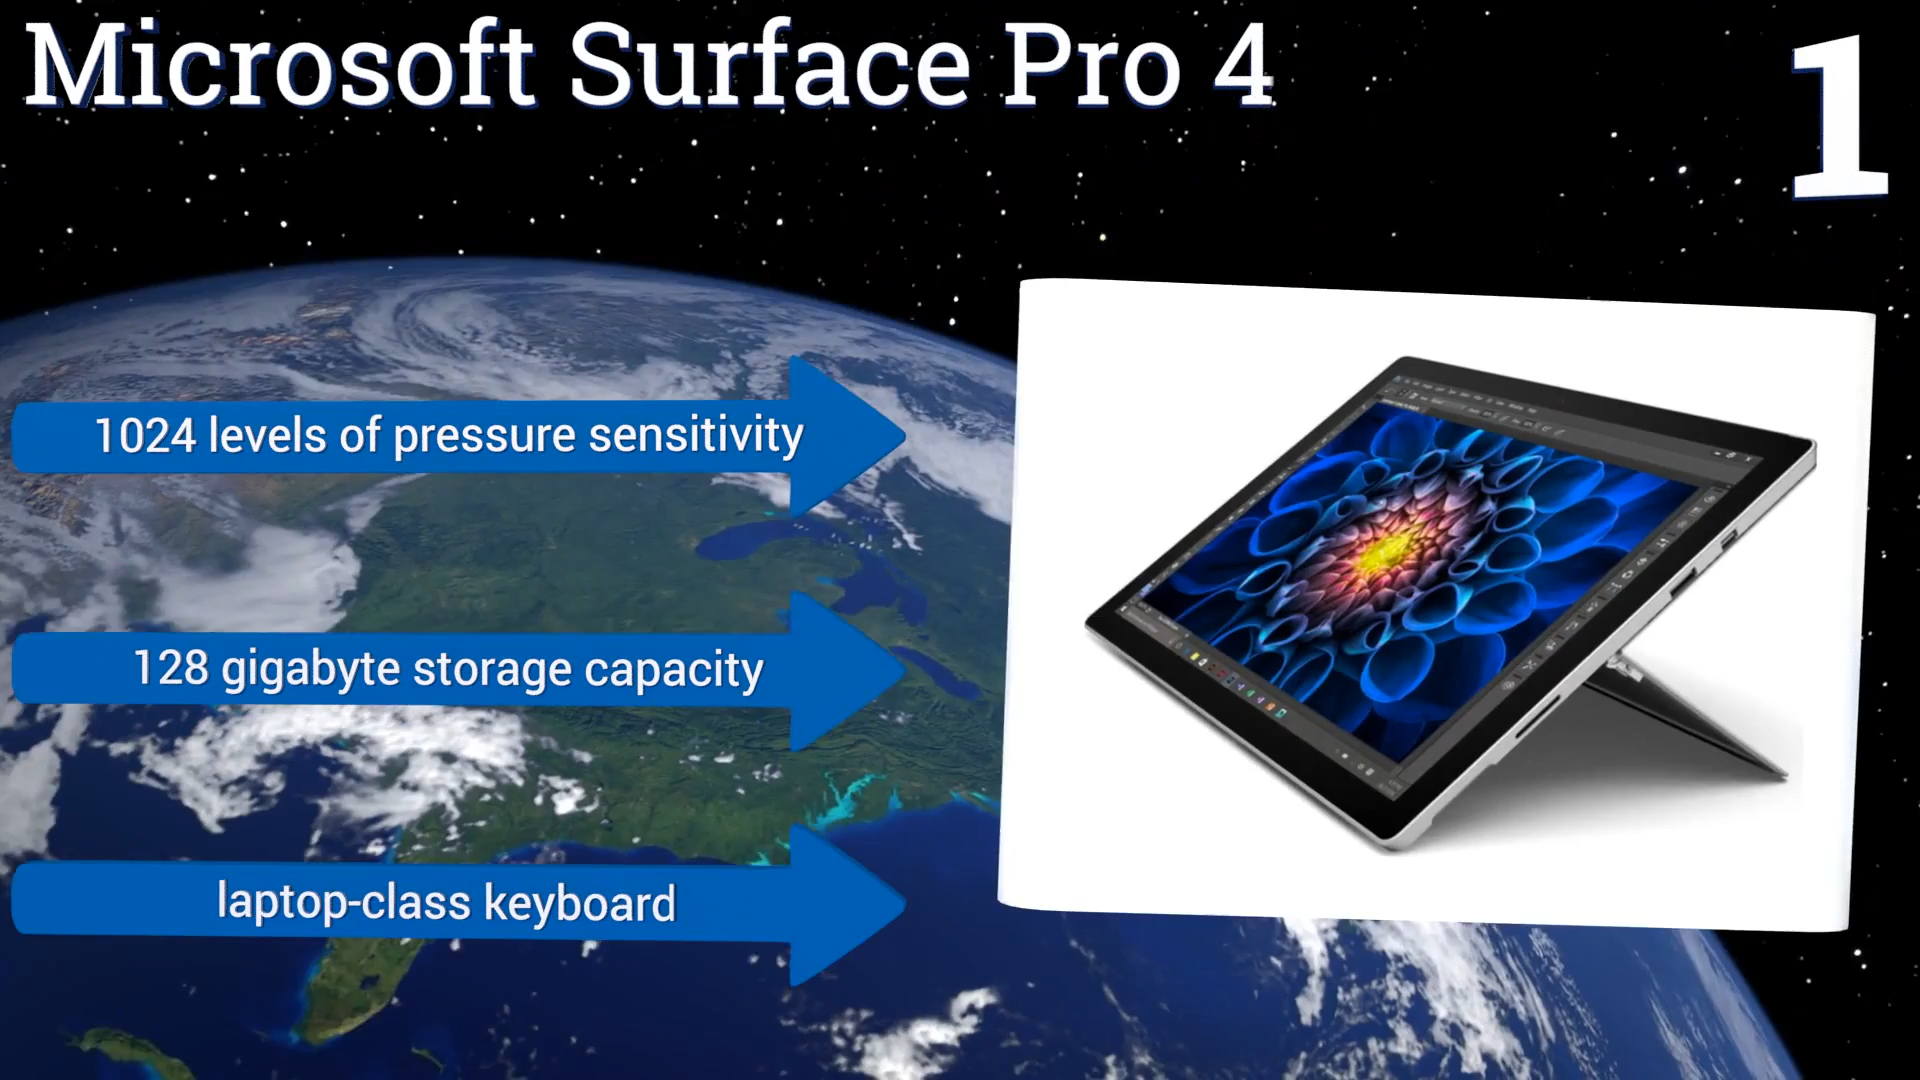 Microsoft Surface Pro 4
1
1024 levels of pressure sensitivity
128 gigabyte storage capacity
laptop-class keyboard